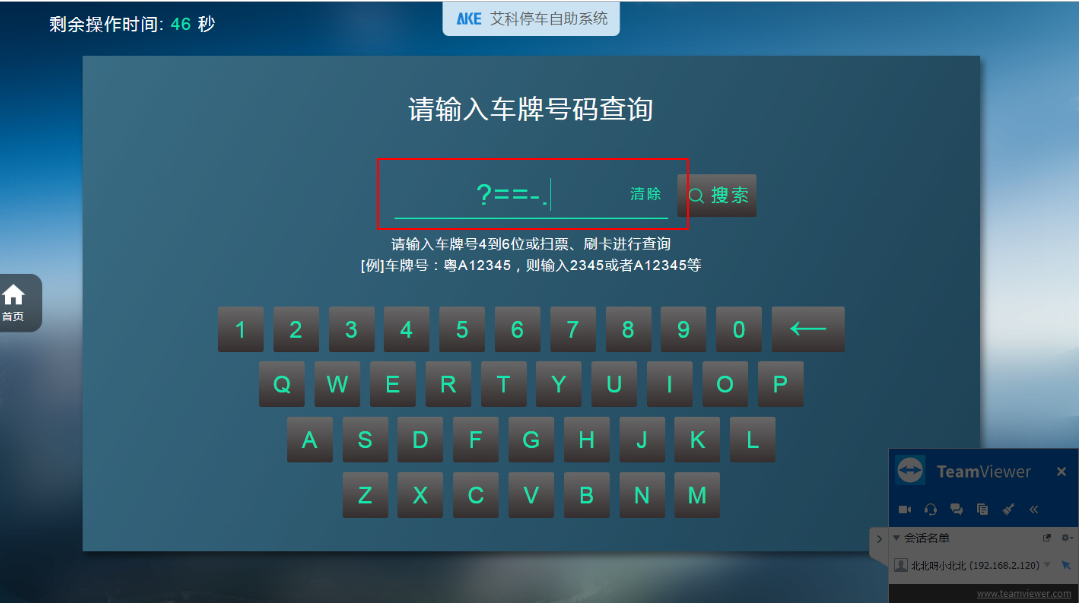 剩余操作时间: 46 秒
AKE 艾科停车自助系统
请输入车牌号码查询
?==-. 清除 搜索
请输入车牌号4到6位或扫票、刷卡进行查询
[例]车牌号：粤A12345，则输入2345或者A12345等
首页
1 2 3 4 5 6 7 8 9 0 ←
Q W E R T Y U I O P
A S D F G H J K L
Z X C V B N M
TeamViewer ×
会话名单
北北呀小北北 (192.168.2.120)
www.teamviewer.com